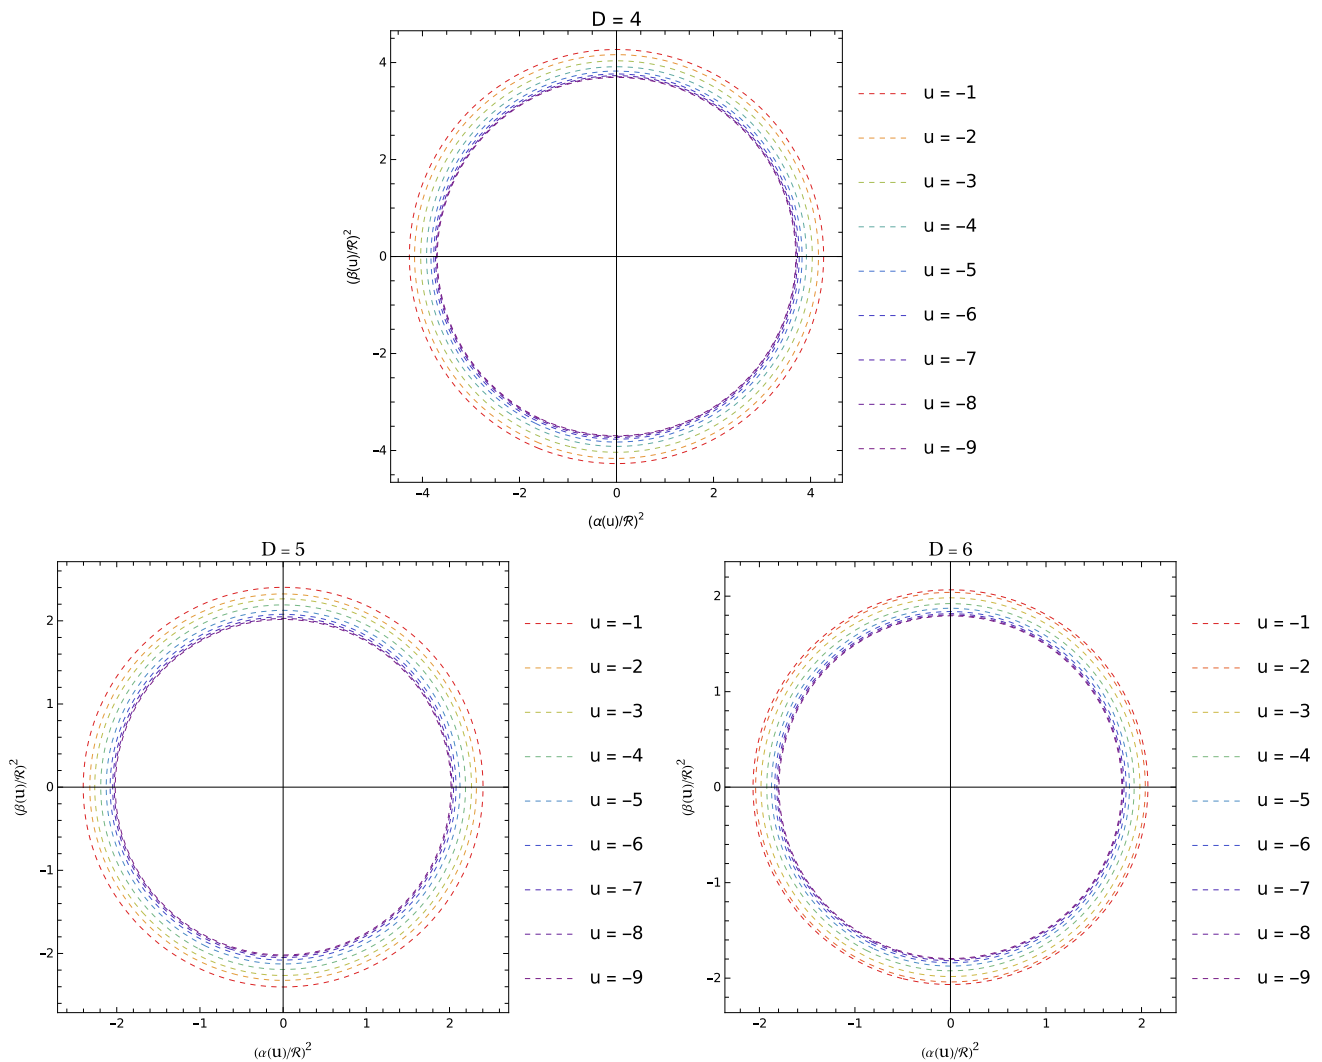 D = 4
4
2
0
−2
−4
−4
−2
0
2
4
(β(u)/ℛ)²
(α(u)/ℛ)²
u = −1
u = −2
u = −3
u = −4
u = −5
u = −6
u = −7
u = −8
u = −9
D = 5
2
1
0
−1
−2
−2
−1
0
1
2
(β(u)/ℛ)²
(α(u)/ℛ)²
u = −1
u = −2
u = −3
u = −4
u = −5
u = −6
u = −7
u = −8
u = −9
D = 6
2
1
0
−1
−2
−2
−1
0
1
2
(β(u)/ℛ)²
(α(u)/ℛ)²
u = −1
u = −2
u = −3
u = −4
u = −5
u = −6
u = −7
u = −8
u = −9